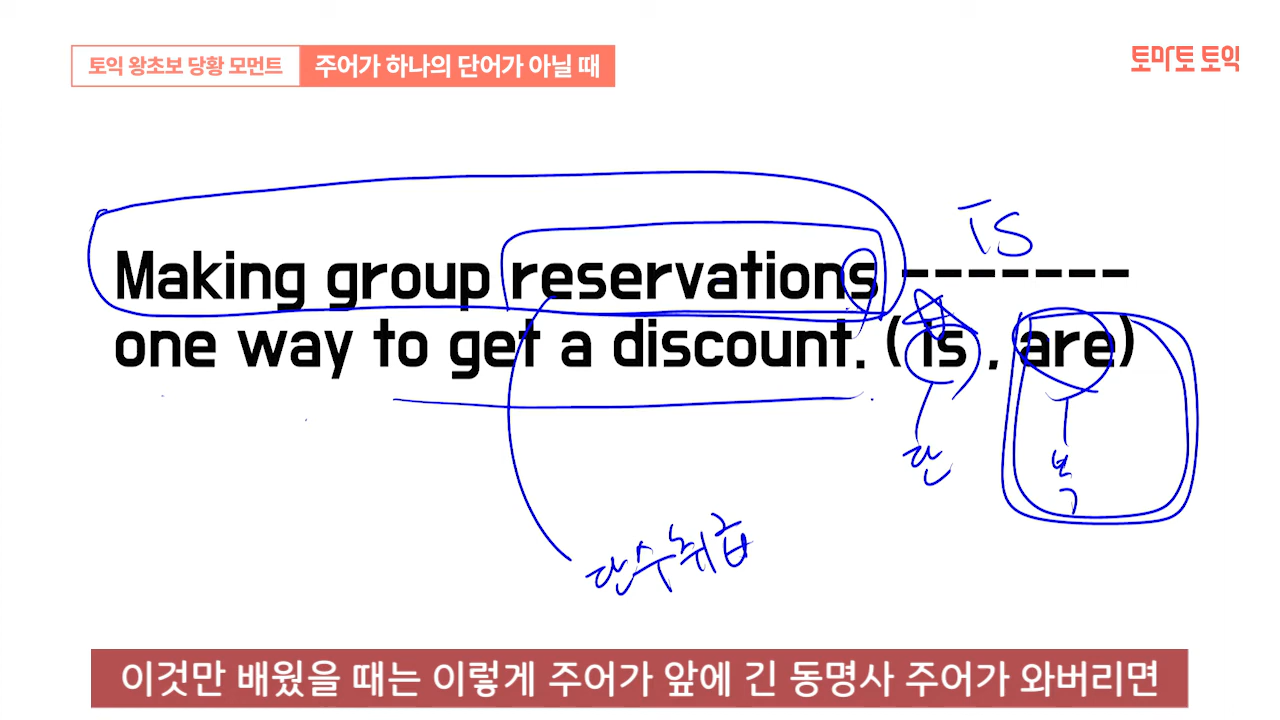 토익 왕초보 당황 모먼트 주어가 하나의 단어가 아닐 때
토마토 토익
is
Making group reservations -------
one way to get a discount. ( is , are)
단
복
단수취급
이것만 배웠을 때는 이렇게 주어가 앞에 긴 동명사 주어가 와버리면